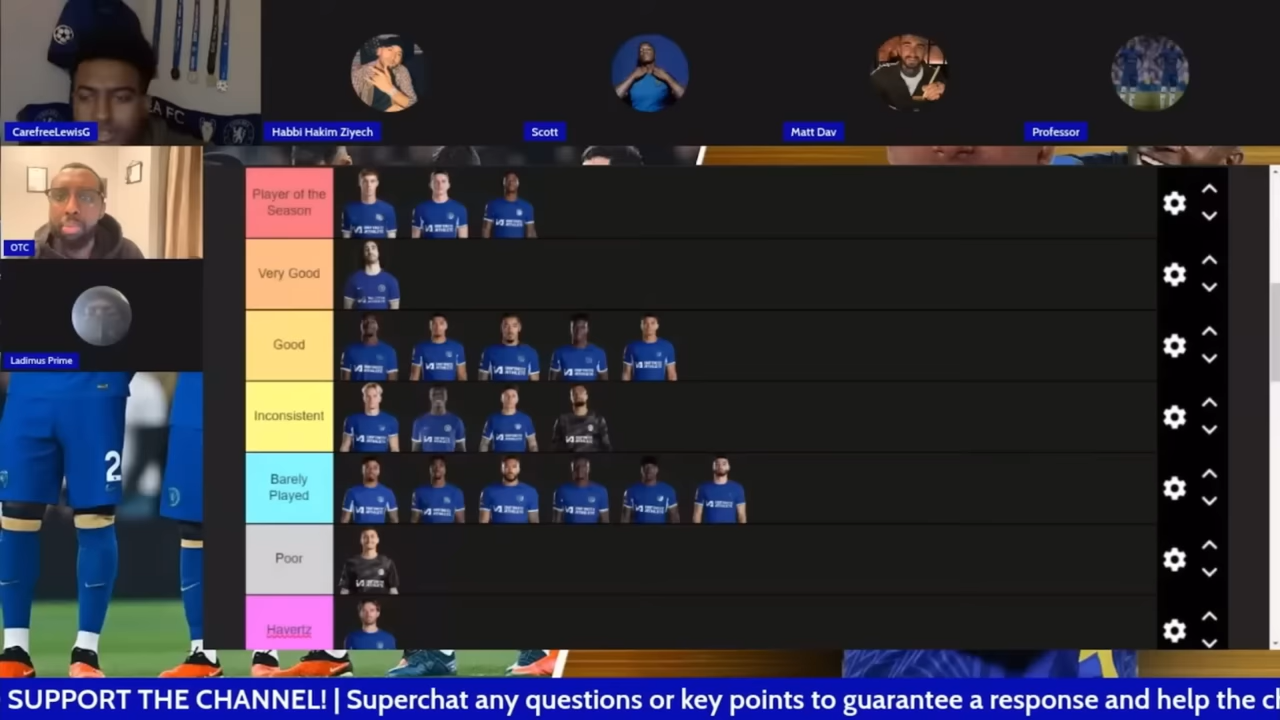 CarefreeLewisG
Habbi Hakim Ziyech
Scott
Matt Dav
Professor
OTC
Ladimus Prime
Player of the
Season
Very Good
Good
Inconsistent
Barely
Played
Poor
Havertz
2
SUPPORT THE CHANNEL! | Superchat any questions or key points to guarantee a response and help the ch